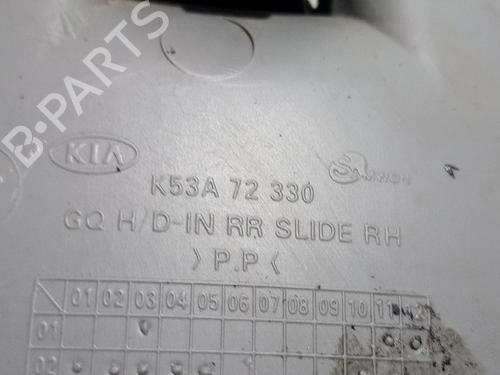 B-PARTS
KIA
K53A 72 330
SAMWON
GQ H/D-IN RR SLIDE RH
>P.P<
01 02 03 04 05 06 07 08 09 10 11 12
01
02